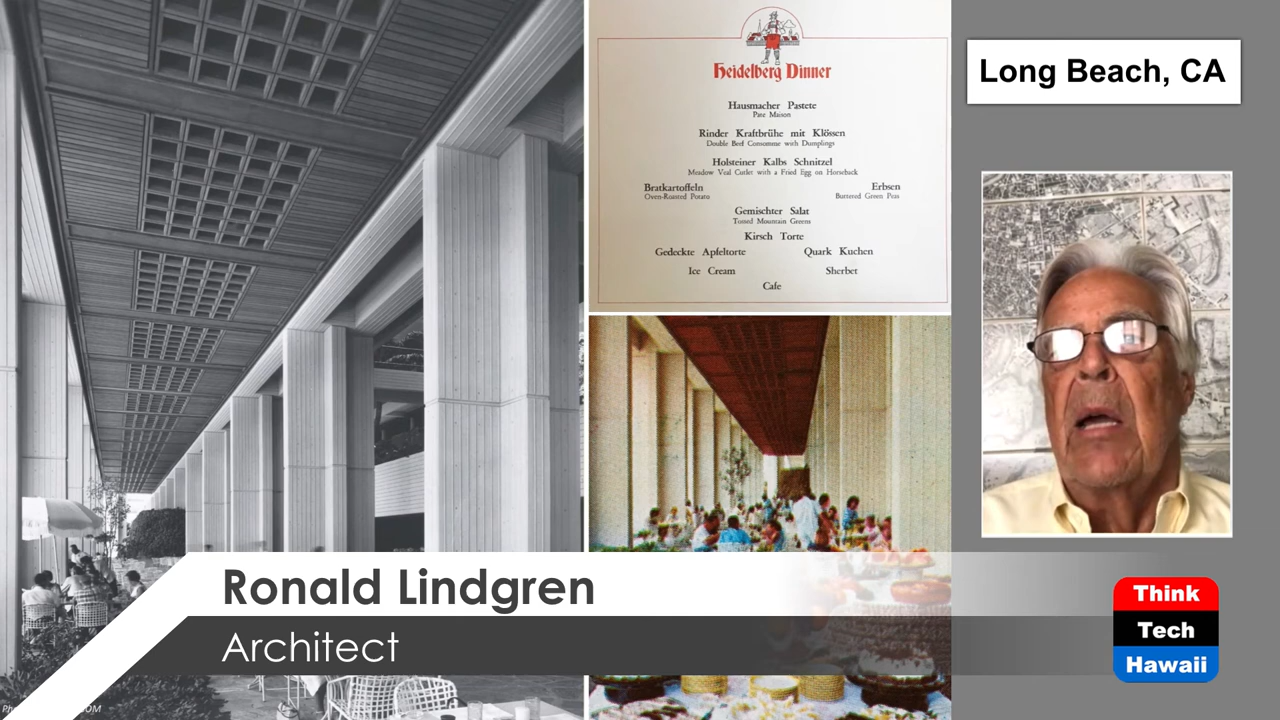 Heidelberg Dinner
Hausmacher Pastete
Pate Maison
Rinder Kraftbrühe mit Klössen
Double Beef Consomme with Dumplings
Holsteiner Kalbs Schnitzel
Meadow Veal Cutlet with a Fried Egg on Horseback
Bratkartoffeln Erbsen
Oven-Roasted Potato Buttered Green Peas
Gemischter Salat
Tossed Mountain Greens
Kirsch Torte
Gedeckte Apfeltorte Quark Kuchen
Ice Cream Sherbet
Cafe
Long Beach, CA
Ronald Lindgren
Architect
Think
Tech
Hawaii